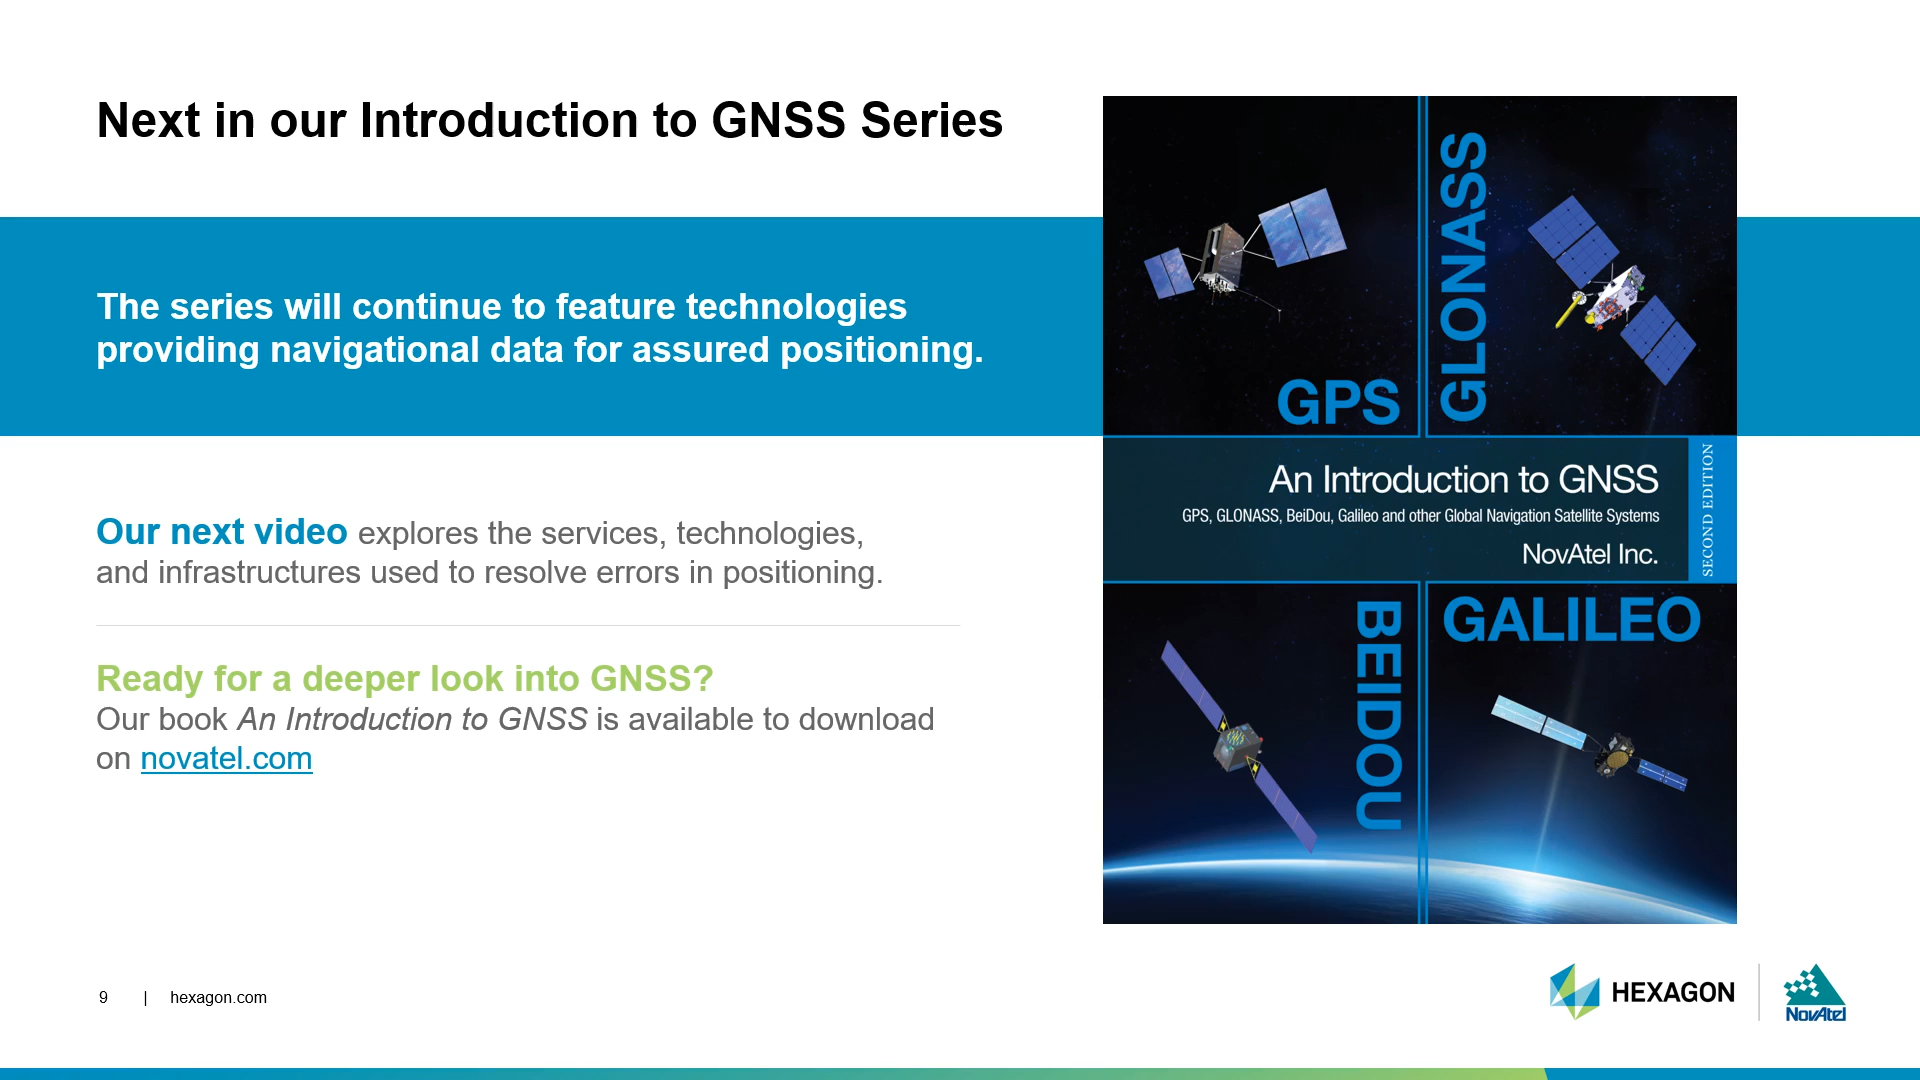 Next in our Introduction to GNSS Series
The series will continue to feature technologies
providing navigational data for assured positioning.
Our next video explores the services, technologies,
and infrastructures used to resolve errors in positioning.
Ready for a deeper look into GNSS?
Our book An Introduction to GNSS is available to download
on novatel.com
GPS
GLONASS
An Introduction to GNSS
GPS, GLONASS, BeiDou, Galileo and other Global Navigation Satellite Systems
NovAtel Inc.
SECOND EDITION
BEIDOU
GALILEO
9 | hexagon.com
HEXAGON
NovAtel